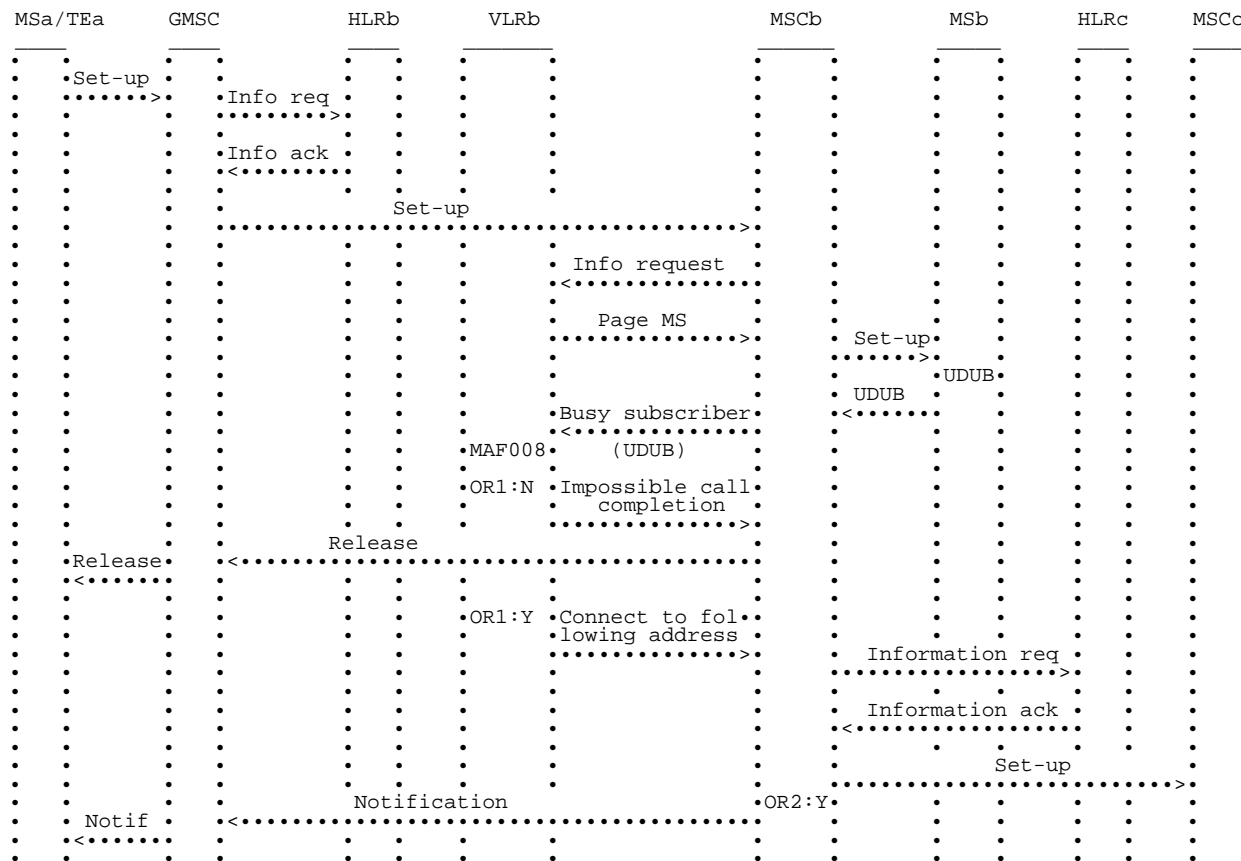 MSa/TEa GMSC HLRb VLRb MSCb MSb HLRc MSCc
Set-up
Info req
Info ack
Set-up
Info request
Page MS
Set-up
UDUB
UDUB
Busy subscriber
MAF008 (UDUB)
OR1:N Impossible call
completion
Release
Release
OR1:Y Connect to fol
lowing address
Information req
Information ack
Set-up
Notification OR2:Y
Notif